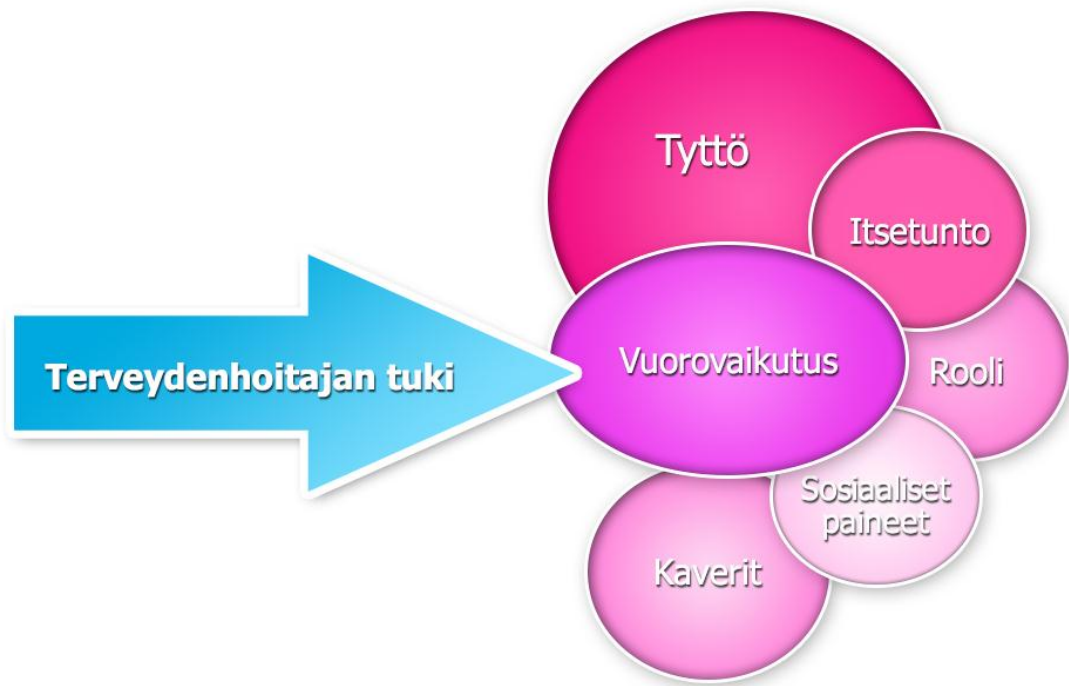 Tyttö
Itsetunto
Terveydenhoitajan tuki
Vuorovaikutus
Rooli
Sosiaaliset
paineet
Kaverit